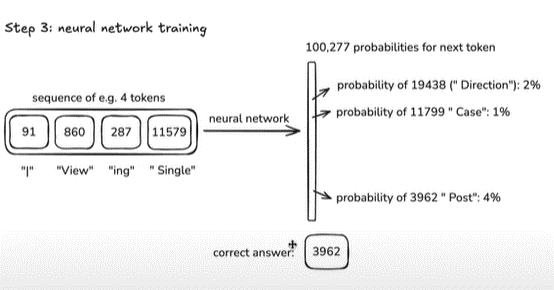 Step 3: neural network training
100,277 probabilities for next token
sequence of e.g. 4 tokens
91 860 287 11579
"|" "View" "ing" " Single"
neural network
probability of 19438 (" Direction"): 2%
probability of 11799 " Case": 1%
probability of 3962 " Post": 4%
correct answer: 3962